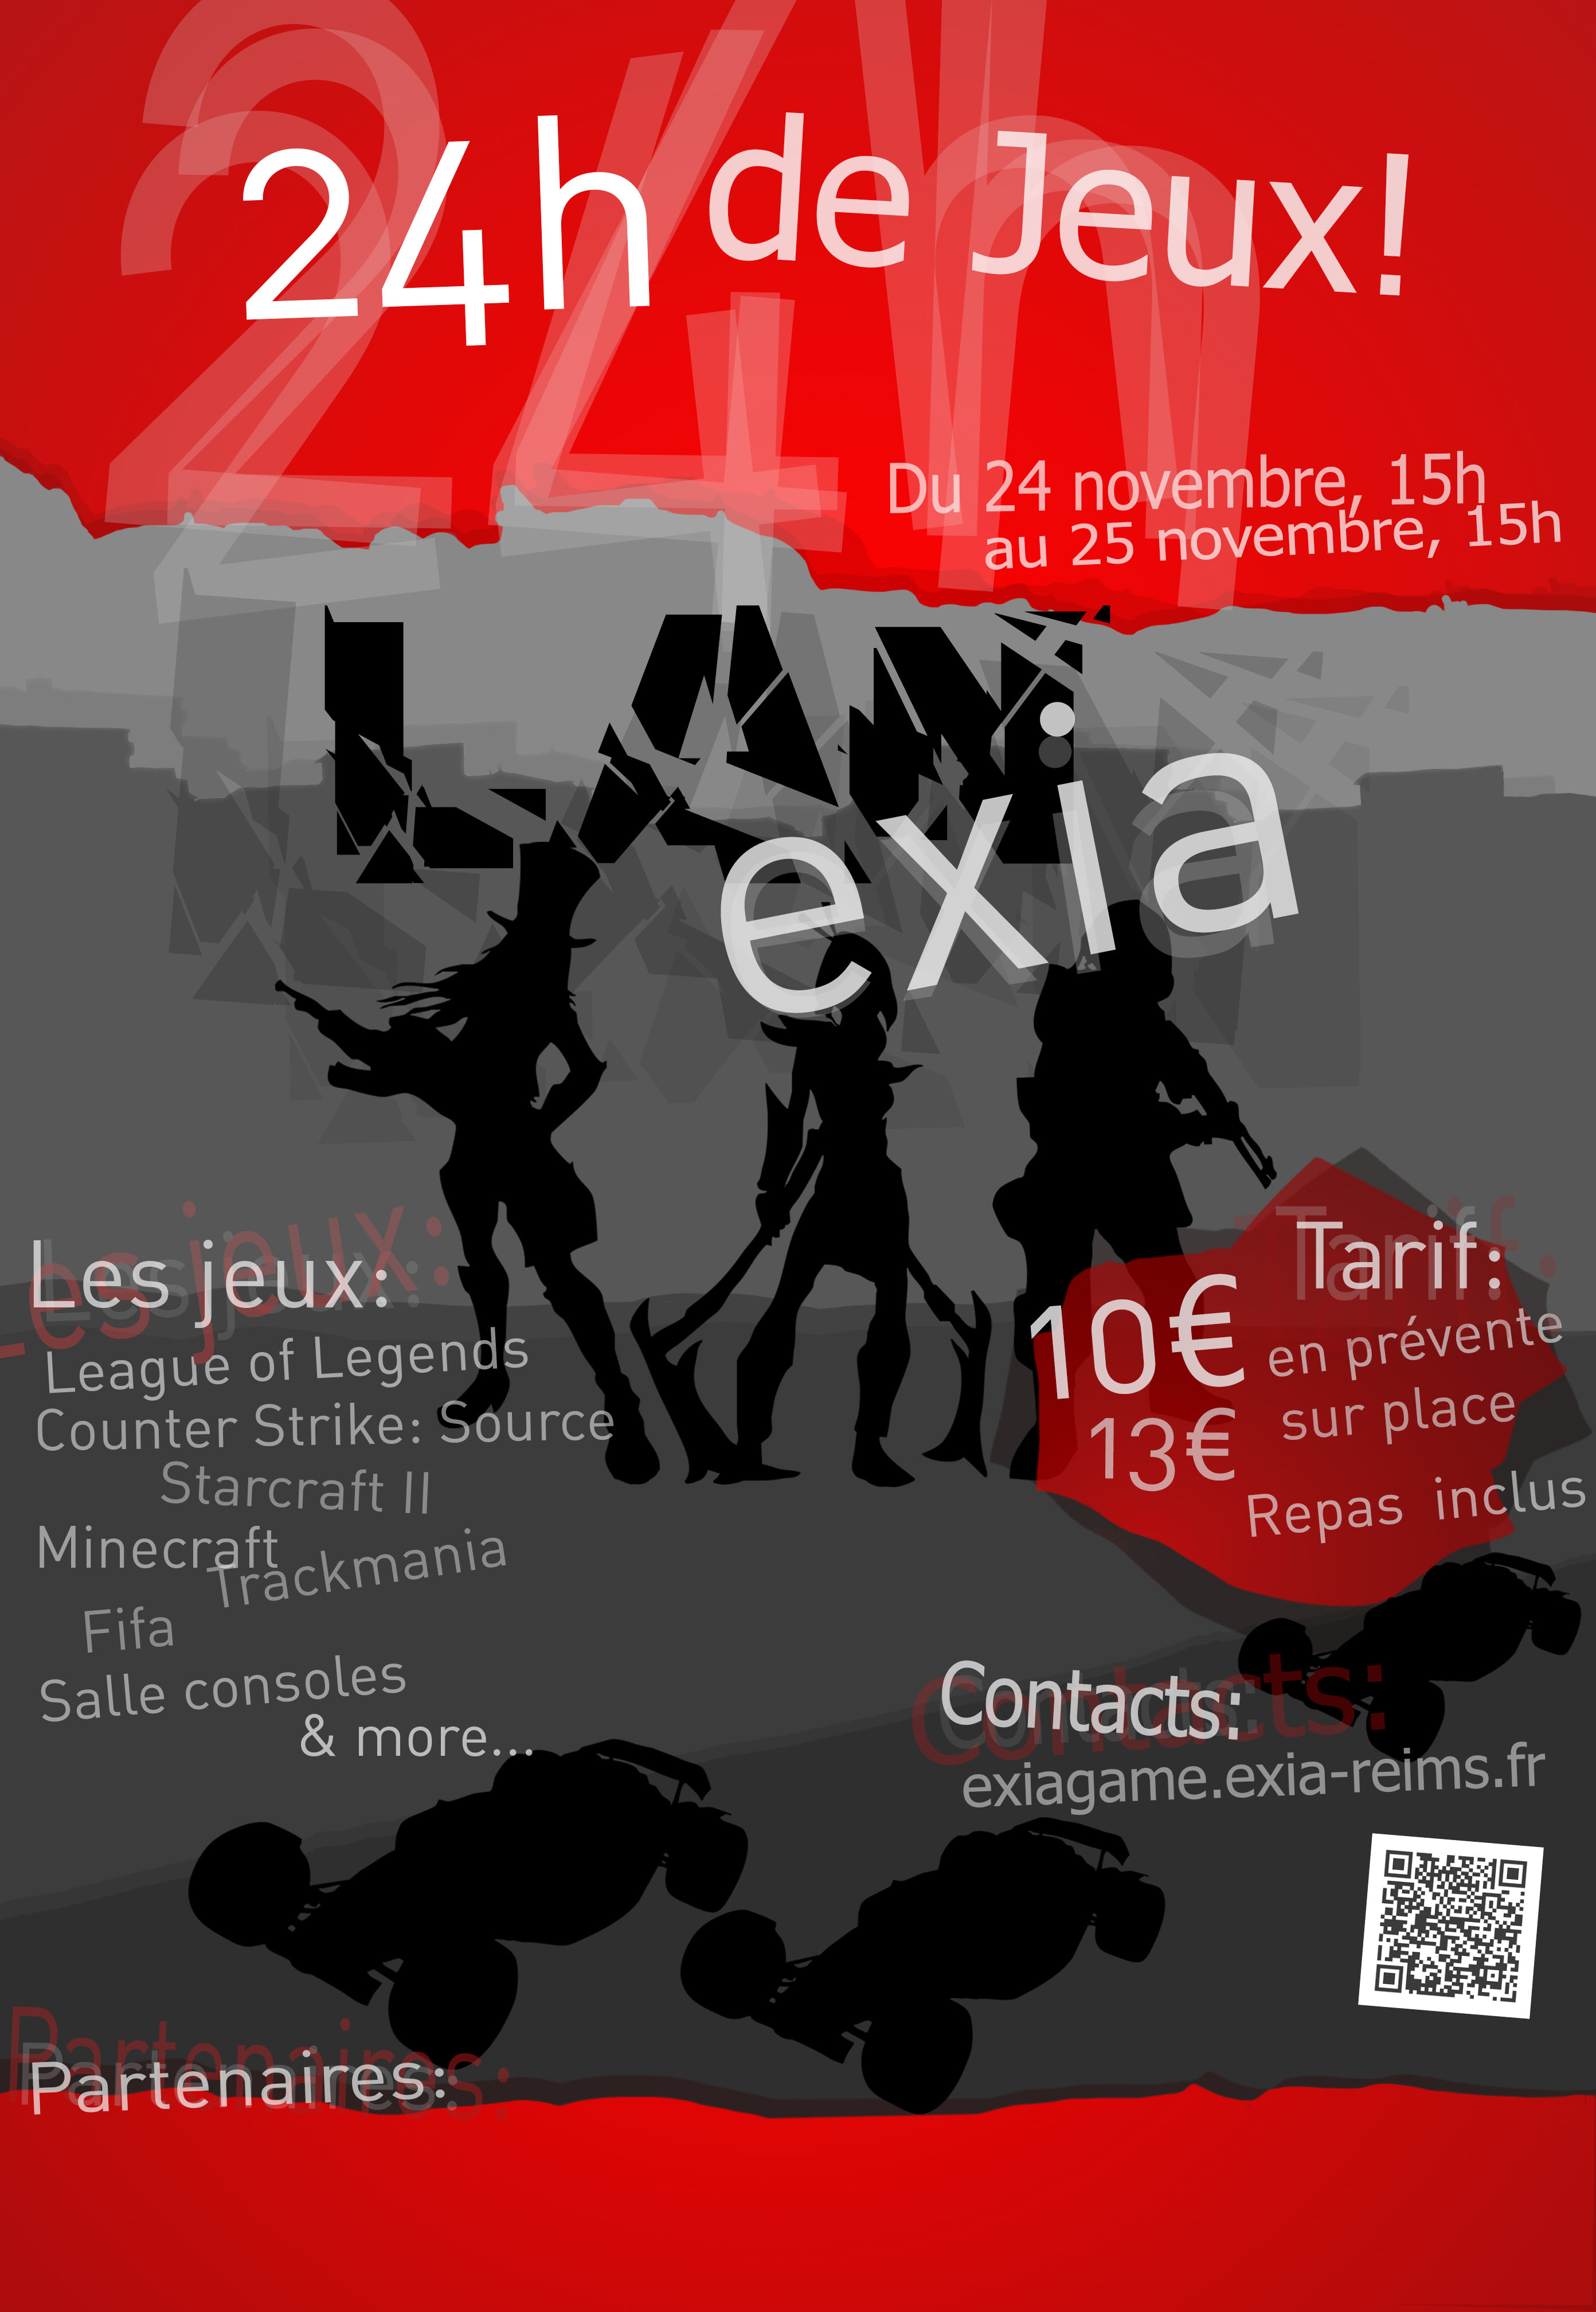 24h de Jeux!
Du 24 novembre, 15h
au 25 novembre, 15h
LAN
exia
Les jeux:
League of Legends
Counter Strike: Source
Starcraft II
Minecraft
Trackmania
Fifa
Salle consoles
& more...
Tarif:
10€ en prévente
13€ sur place
Repas inclus
Contacts:
exiagame.exia-reims.fr
Partenaires: